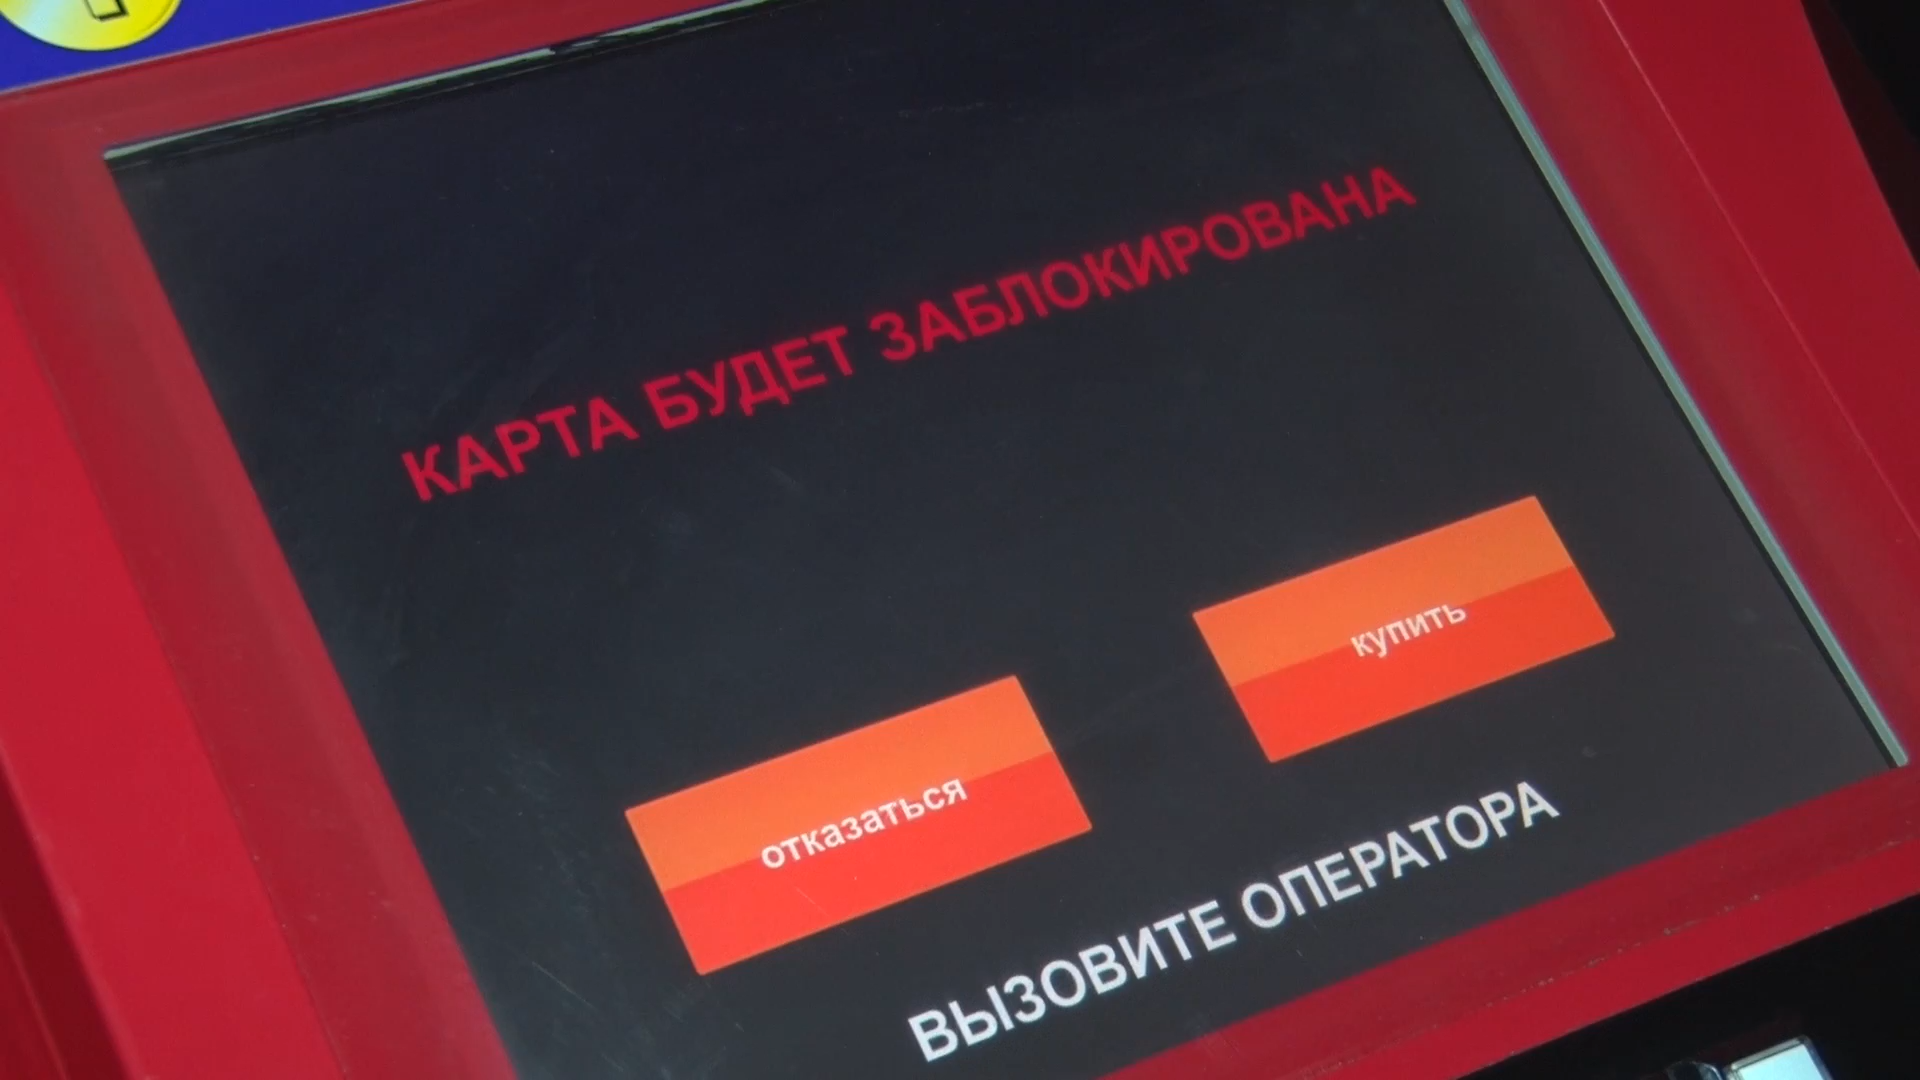 КАРТА БУДЕТ ЗАБЛОКИРОВАНА
отказаться
купить
ВЫЗОВИТЕ ОПЕРАТОРА